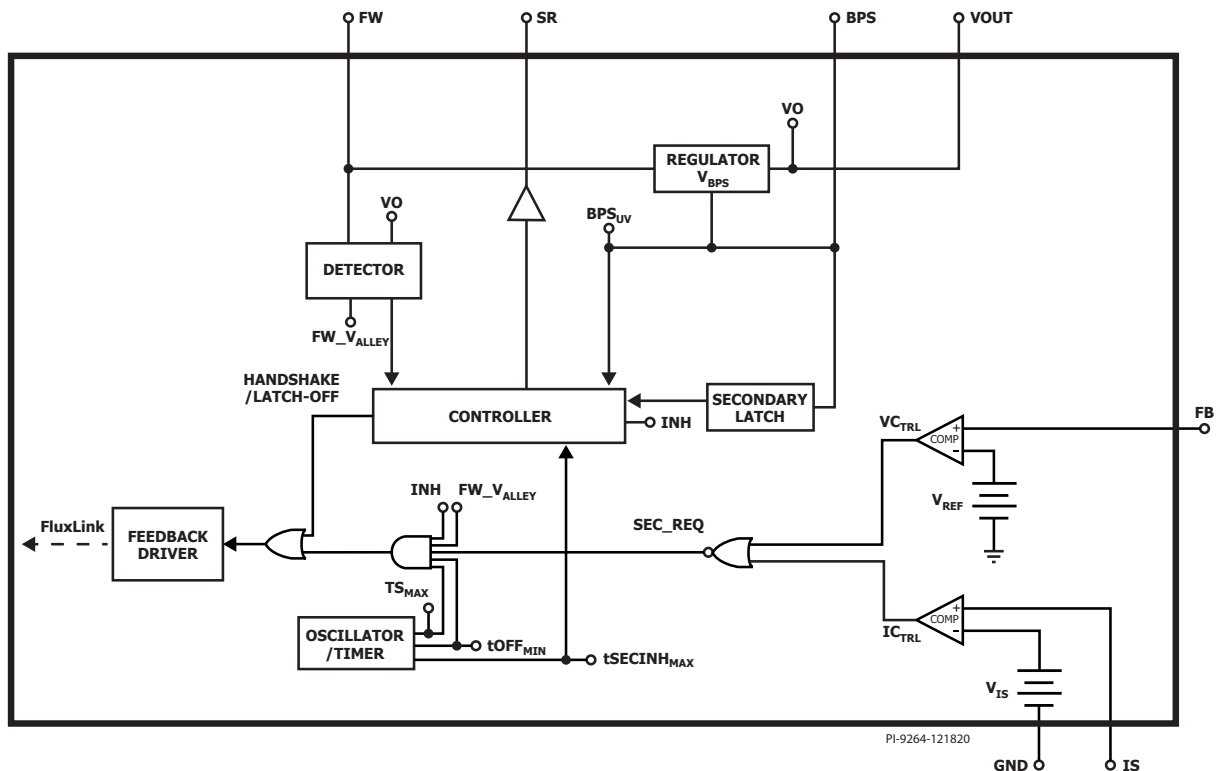 FW
SR
BPS
VOUT
VO
REGULATOR
VBPS
VO
BPSUV
DETECTOR
FW_VALLEY
HANDSHAKE
/LATCH-OFF
CONTROLLER
SECONDARY
LATCH
INH
VCTRL
+
COMP
−
FB
VREF
INH
FW_VALLEY
SEC_REQ
FluxLink
FEEDBACK
DRIVER
TSMAX
OSCILLATOR
/TIMER
tOFFMIN
tSECINHMAX
ICTRL
+
COMP
−
VIS
PI-9264-121820
GND
IS